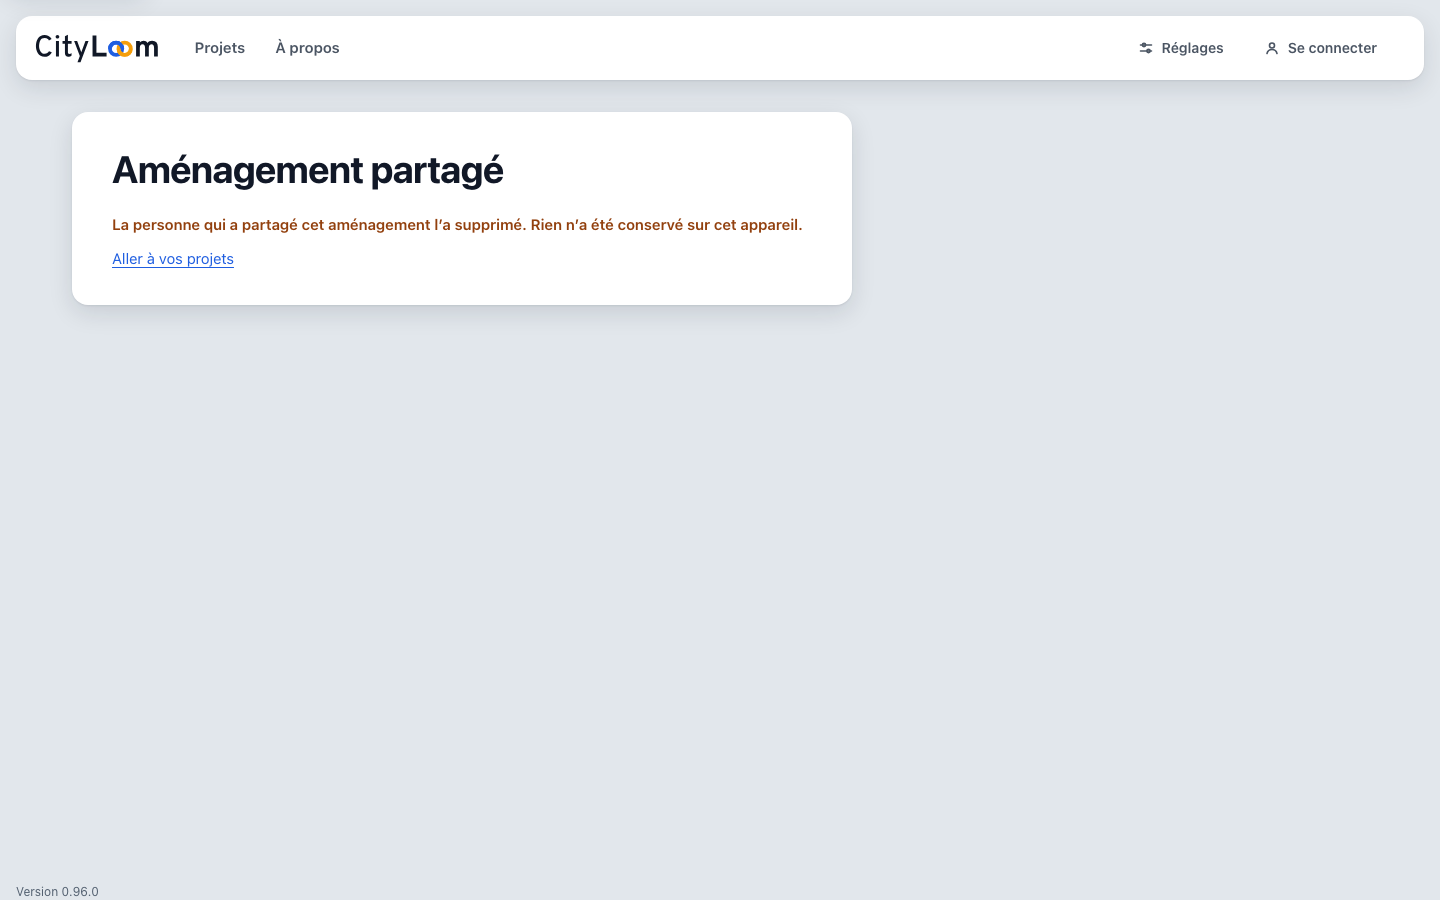 CityLoom
Projets
À propos
Réglages
Se connecter
Aménagement partagé
La personne qui a partagé cet aménagement l’a supprimé. Rien n’a été conservé sur cet appareil.
Aller à vos projets
Version 0.96.0